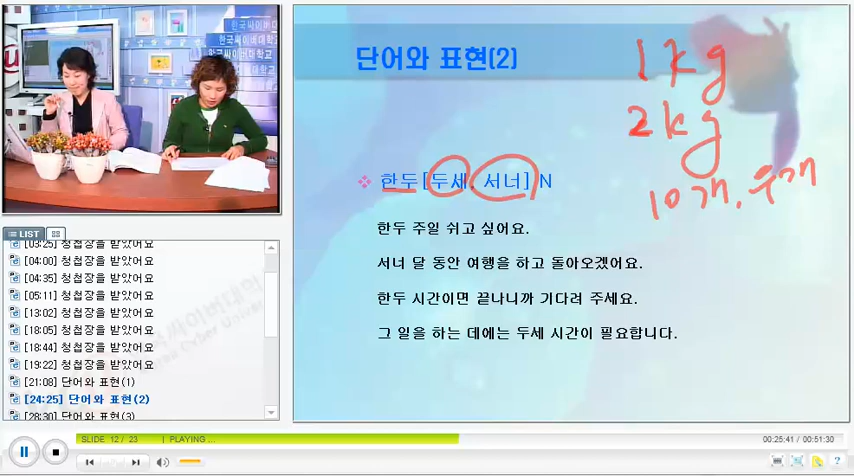 한국싸이버대학교
단어와 표현(2)
1kg
2kg
10개,
한두 [두세, 서너] N
한두 주일 쉬고 싶어요.
서너 달 동안 여행을 하고 돌아오겠어요.
한두 시간이면 끝나니까 기다려 주세요.
그 일을 하는 데에는 두세 시간이 필요합니다.
LIST
[03:25] 청첩장을 받았어요
[04:00] 청첩장을 받았어요
[04:35] 청첩장을 받았어요
[05:11] 청첩장을 받았어요
[13:02] 청첩장을 받았어요
[18:05] 청첩장을 받았어요
[18:44] 청첩장을 받았어요
[19:22] 청첩장을 받았어요
[21:08] 단어와 표현(1)
[24:25] 단어와 표현(2)
[28:30] 단어와 표현(3)
SLIDE 12 / 23 | PLAYING ...
00:25:41 / 00:51:30